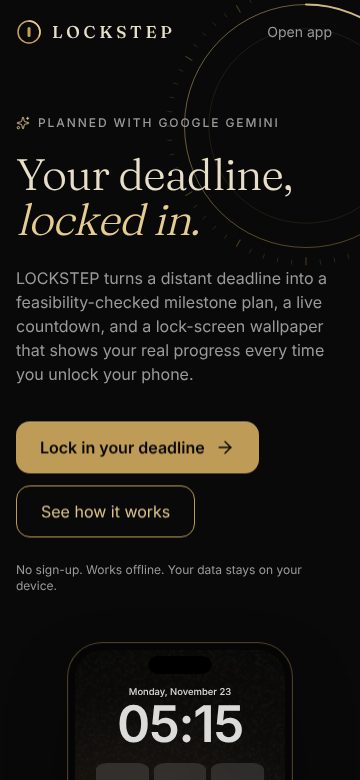 LOCKSTEP
Open app
PLANNED WITH GOOGLE GEMINI
Your deadline,
locked in.
LOCKSTEP turns a distant deadline into a
feasibility-checked milestone plan, a live
countdown, and a lock-screen wallpaper
that shows your real progress every time
you unlock your phone.
Lock in your deadline →
See how it works
No sign-up. Works offline. Your data stays on your
device.
Monday, November 23
05:15